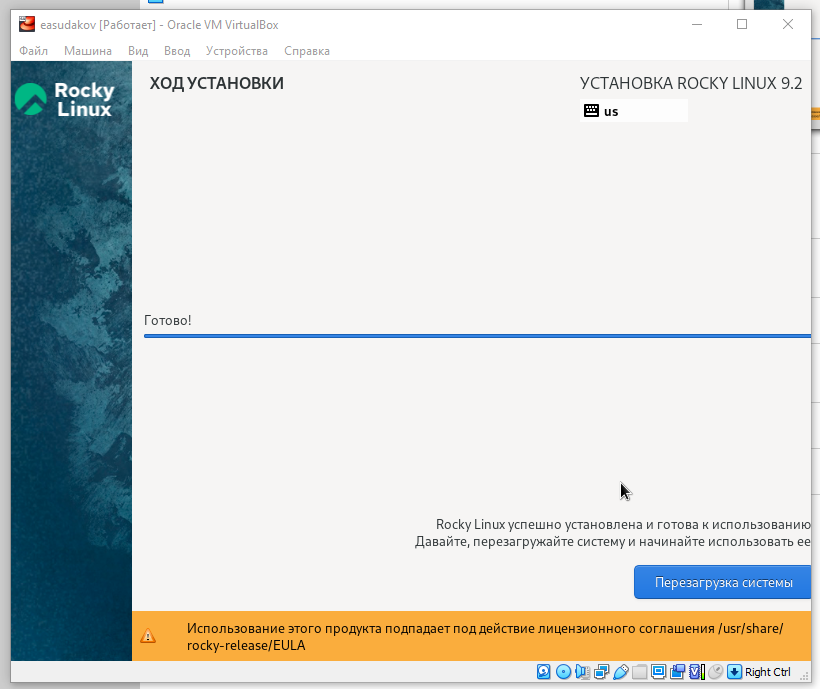 easudakov [Работает] - Oracle VM VirtualBox
Файл Машина Вид Ввод Устройства Справка
Rocky
Linux
ХОД УСТАНОВКИ
УСТАНОВКА ROCKY LINUX 9.2
us
Готово!
Rocky Linux успешно установлена и готова к использованию
Давайте, перезагружайте систему и начинайте использовать ее
Перезагрузка системы
Использование этого продукта подпадает под действие лицензионного соглашения /usr/share/
rocky-release/EULA
Right Ctrl